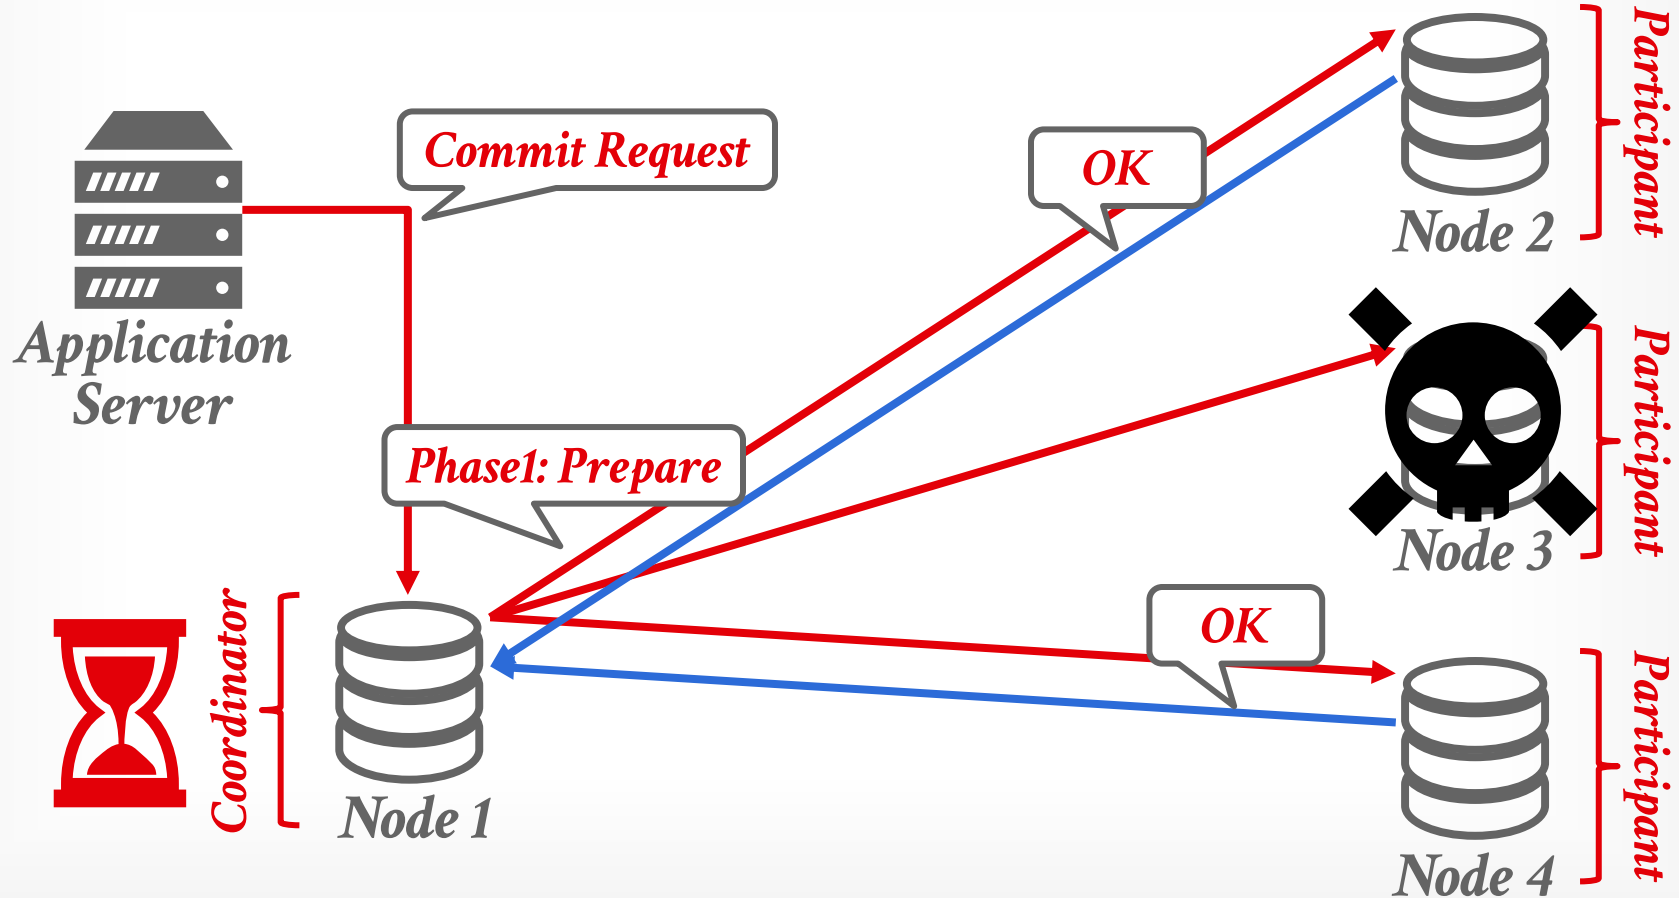 Commit Request
OK
Participant
Node 2
Application
Server
Participant
Phase1: Prepare
Node 3
OK
Coordinator
Node 1
Participant
Node 4